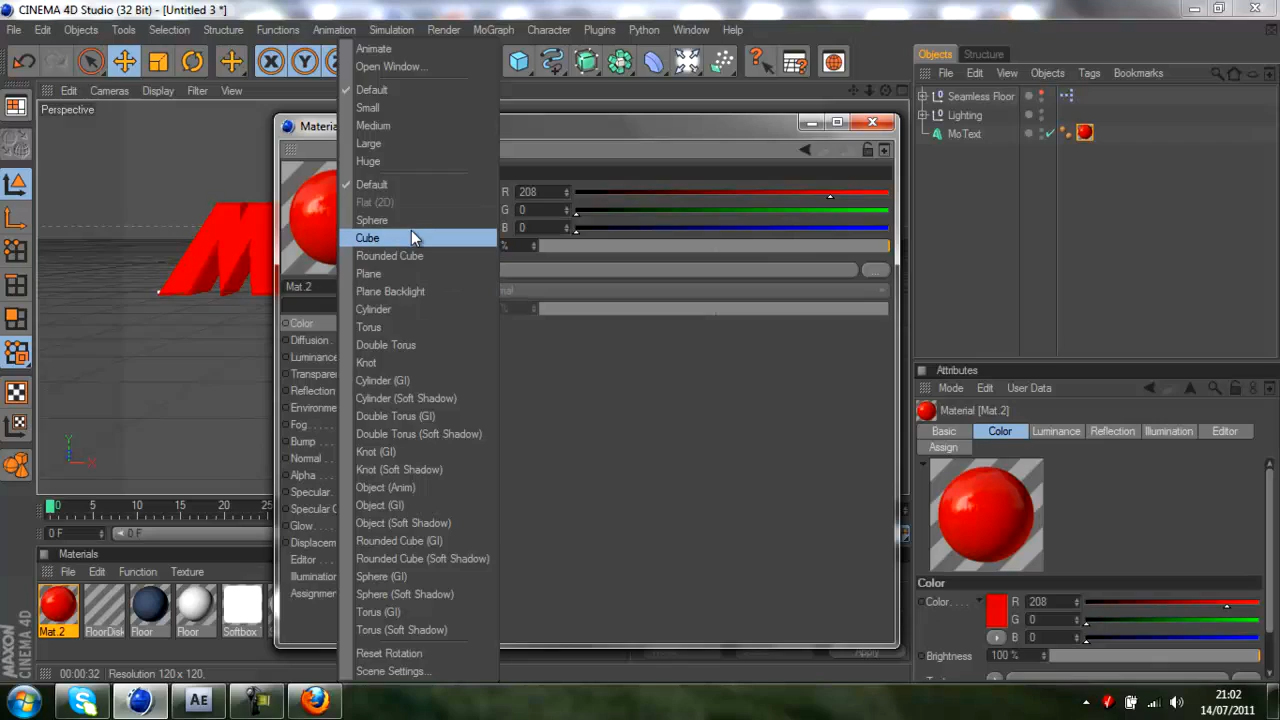 CINEMA 4D Studio (32 Bit) - [Untitled 3 *]
File Edit Objects Tools Selection Functions Structure Animation Simulation Render MoGraph Character Plugins Python Window Help
X Y
Objects Structure
File Edit View Objects Tags Bookmarks
Edit Cameras Display Filter View
Perspective
Seamless Floor
Lighting
MoText
Animate
Open Window...
Default
Small
Medium
Large
Huge
Default
Flat (2D)
Sphere
Cube
Rounded Cube
Plane
Plane Backlight
Cylinder
Torus
Double Torus
Knot
Cylinder (GI)
Cylinder (Soft Shadow)
Double Torus (GI)
Double Torus (Soft Shadow)
Knot (GI)
Knot (Soft Shadow)
Object (Anim)
Object (GI)
Object (Soft Shadow)
Rounded Cube (GI)
Rounded Cube (Soft Shadow)
Sphere (GI)
Sphere (Soft Shadow)
Torus (GI)
Torus (Soft Shadow)
Reset Rotation
Scene Settings...
R 208
G 0
B 0
%
...
%
Mat.2
Color
Diffusion
Luminance
Reflection
Fog
Bump
Normal
Alpha
Specular
Glow
Editor
Apply
Y
X
0 5 10 15 20 25
0 F 0 F
Materials
File Edit Function Texture
Mat.2 FloorDisk Floor Floor Softbox
00:00:32 Resolution 120 x 120,
MAXON
CINEMA 4D
Attributes
Mode Edit User Data
Material [Mat.2]
Basic Color Luminance Reflection Illumination Editor
Assign
Color
Color. . . . R 208
G 0
B 0
Brightness 100 %
Ae
21:02
14/07/2011